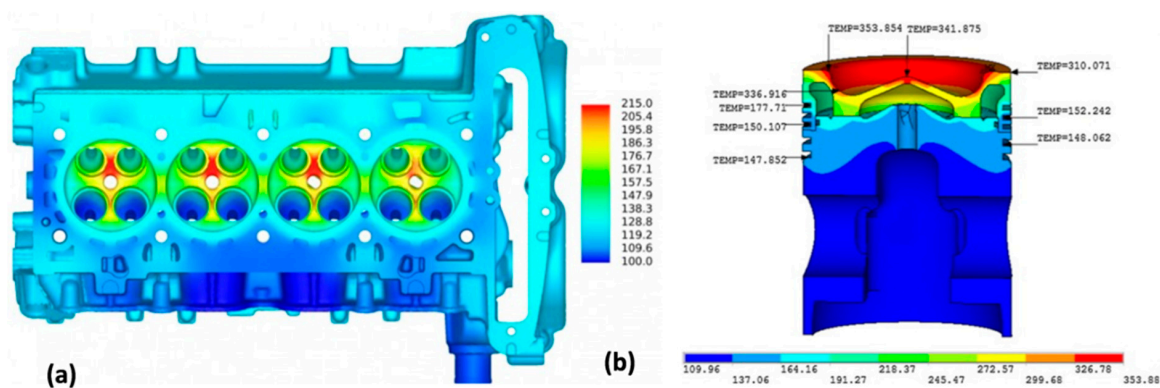 215.0
205.4
195.8
186.3
176.7
167.1
157.5
147.9
138.3
128.8
119.2
109.6
100.0
(a)
TEMP=353.854
TEMP=341.875
TEMP=310.071
TEMP=336.916
TEMP=177.71
TEMP=152.242
TEMP=150.107
TEMP=148.062
TEMP=147.852
(b)
109.96
164.16
218.37
272.57
326.78
137.06
191.27
245.47
299.68
353.88